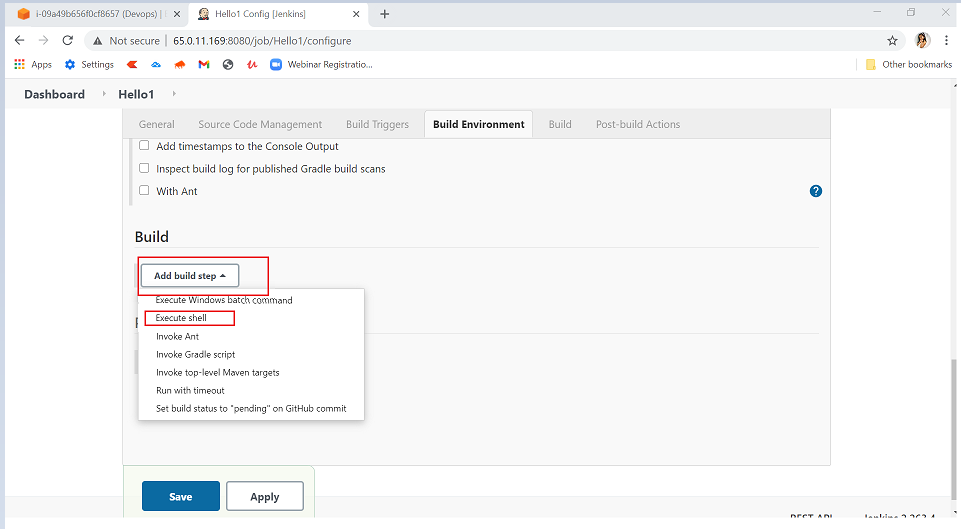 i-09a49b656f0cf8657 (Devops) |
Hello1 Config [Jenkins]
Not secure | 65.0.11.169:8080/job/Hello1/configure
Apps Settings Webinar Registratio... Other bookmarks
Dashboard Hello1
General Source Code Management Build Triggers Build Environment Build Post-build Actions
Add timestamps to the Console Output
Inspect build log for published Gradle build scans
With Ant
Build
Add build step
Execute Windows batch command
Execute shell
Invoke Ant
Invoke Gradle script
Invoke top-level Maven targets
Run with timeout
Set build status to "pending" on GitHub commit
Save Apply
REST API Jenkins 2.263.4